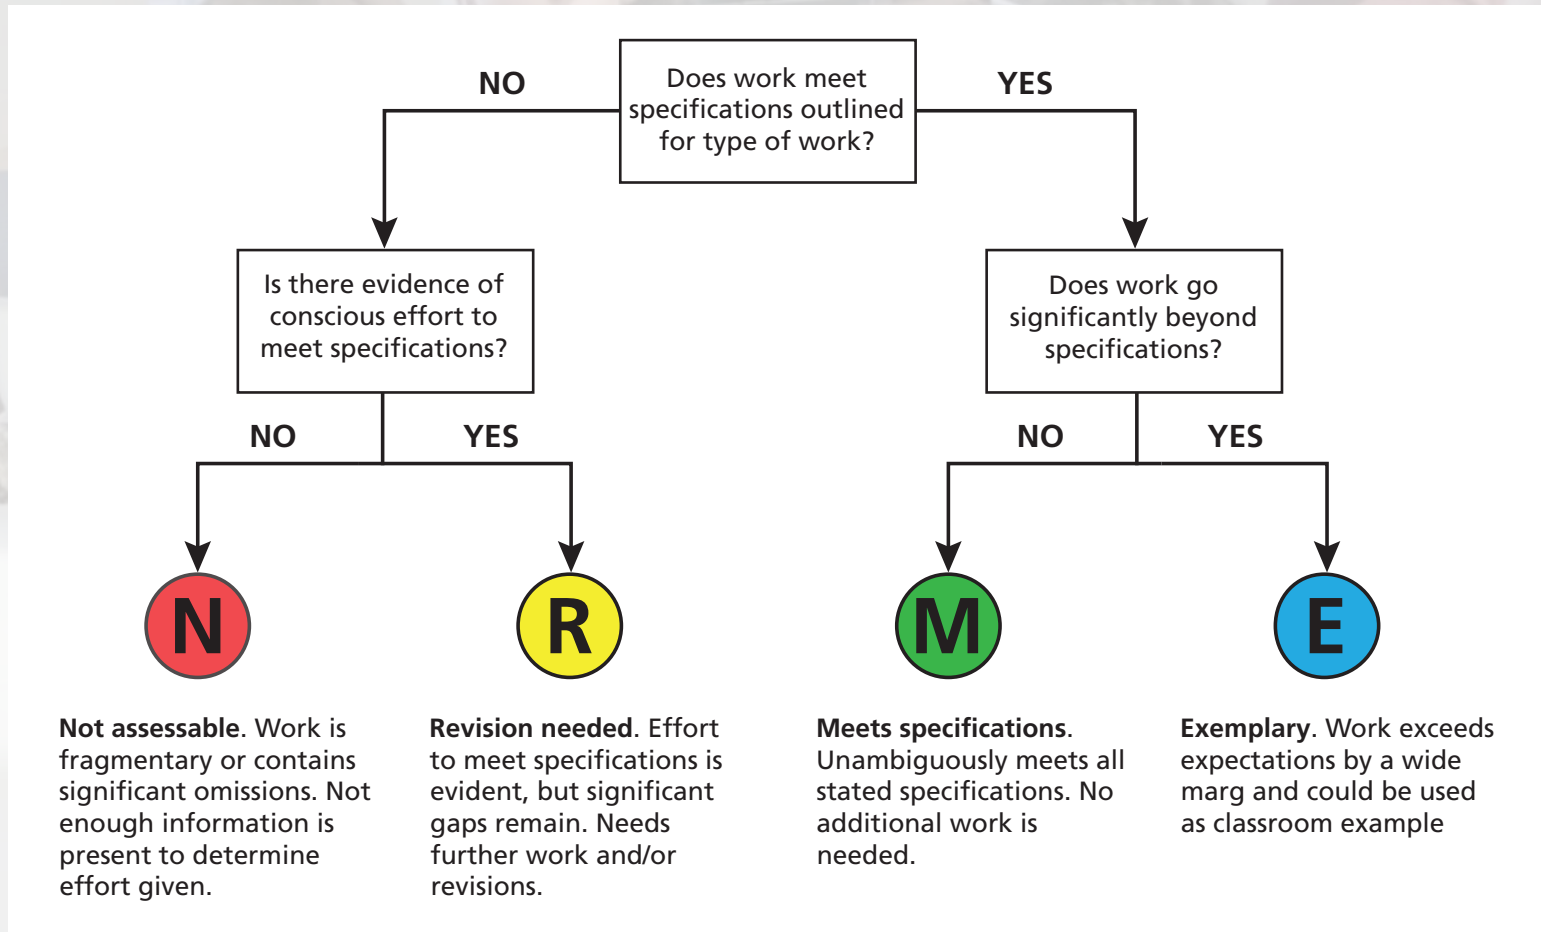 Does work meet
specifications outlined
for type of work?
NO
YES
Is there evidence of
conscious effort to
meet specifications?
Does work go
significantly beyond
specifications?
NO
YES
NO
YES
N
R
M
E
Not assessable. Work is
fragmentary or contains
significant omissions. Not
enough information is
present to determine
effort given.
Revision needed. Effort
to meet specifications is
evident, but significant
gaps remain. Needs
further work and/or
revisions.
Meets specifications.
Unambiguously meets all
stated specifications. No
additional work is
needed.
Exemplary. Work exceeds
expectations by a wide
marg and could be used
as classroom example